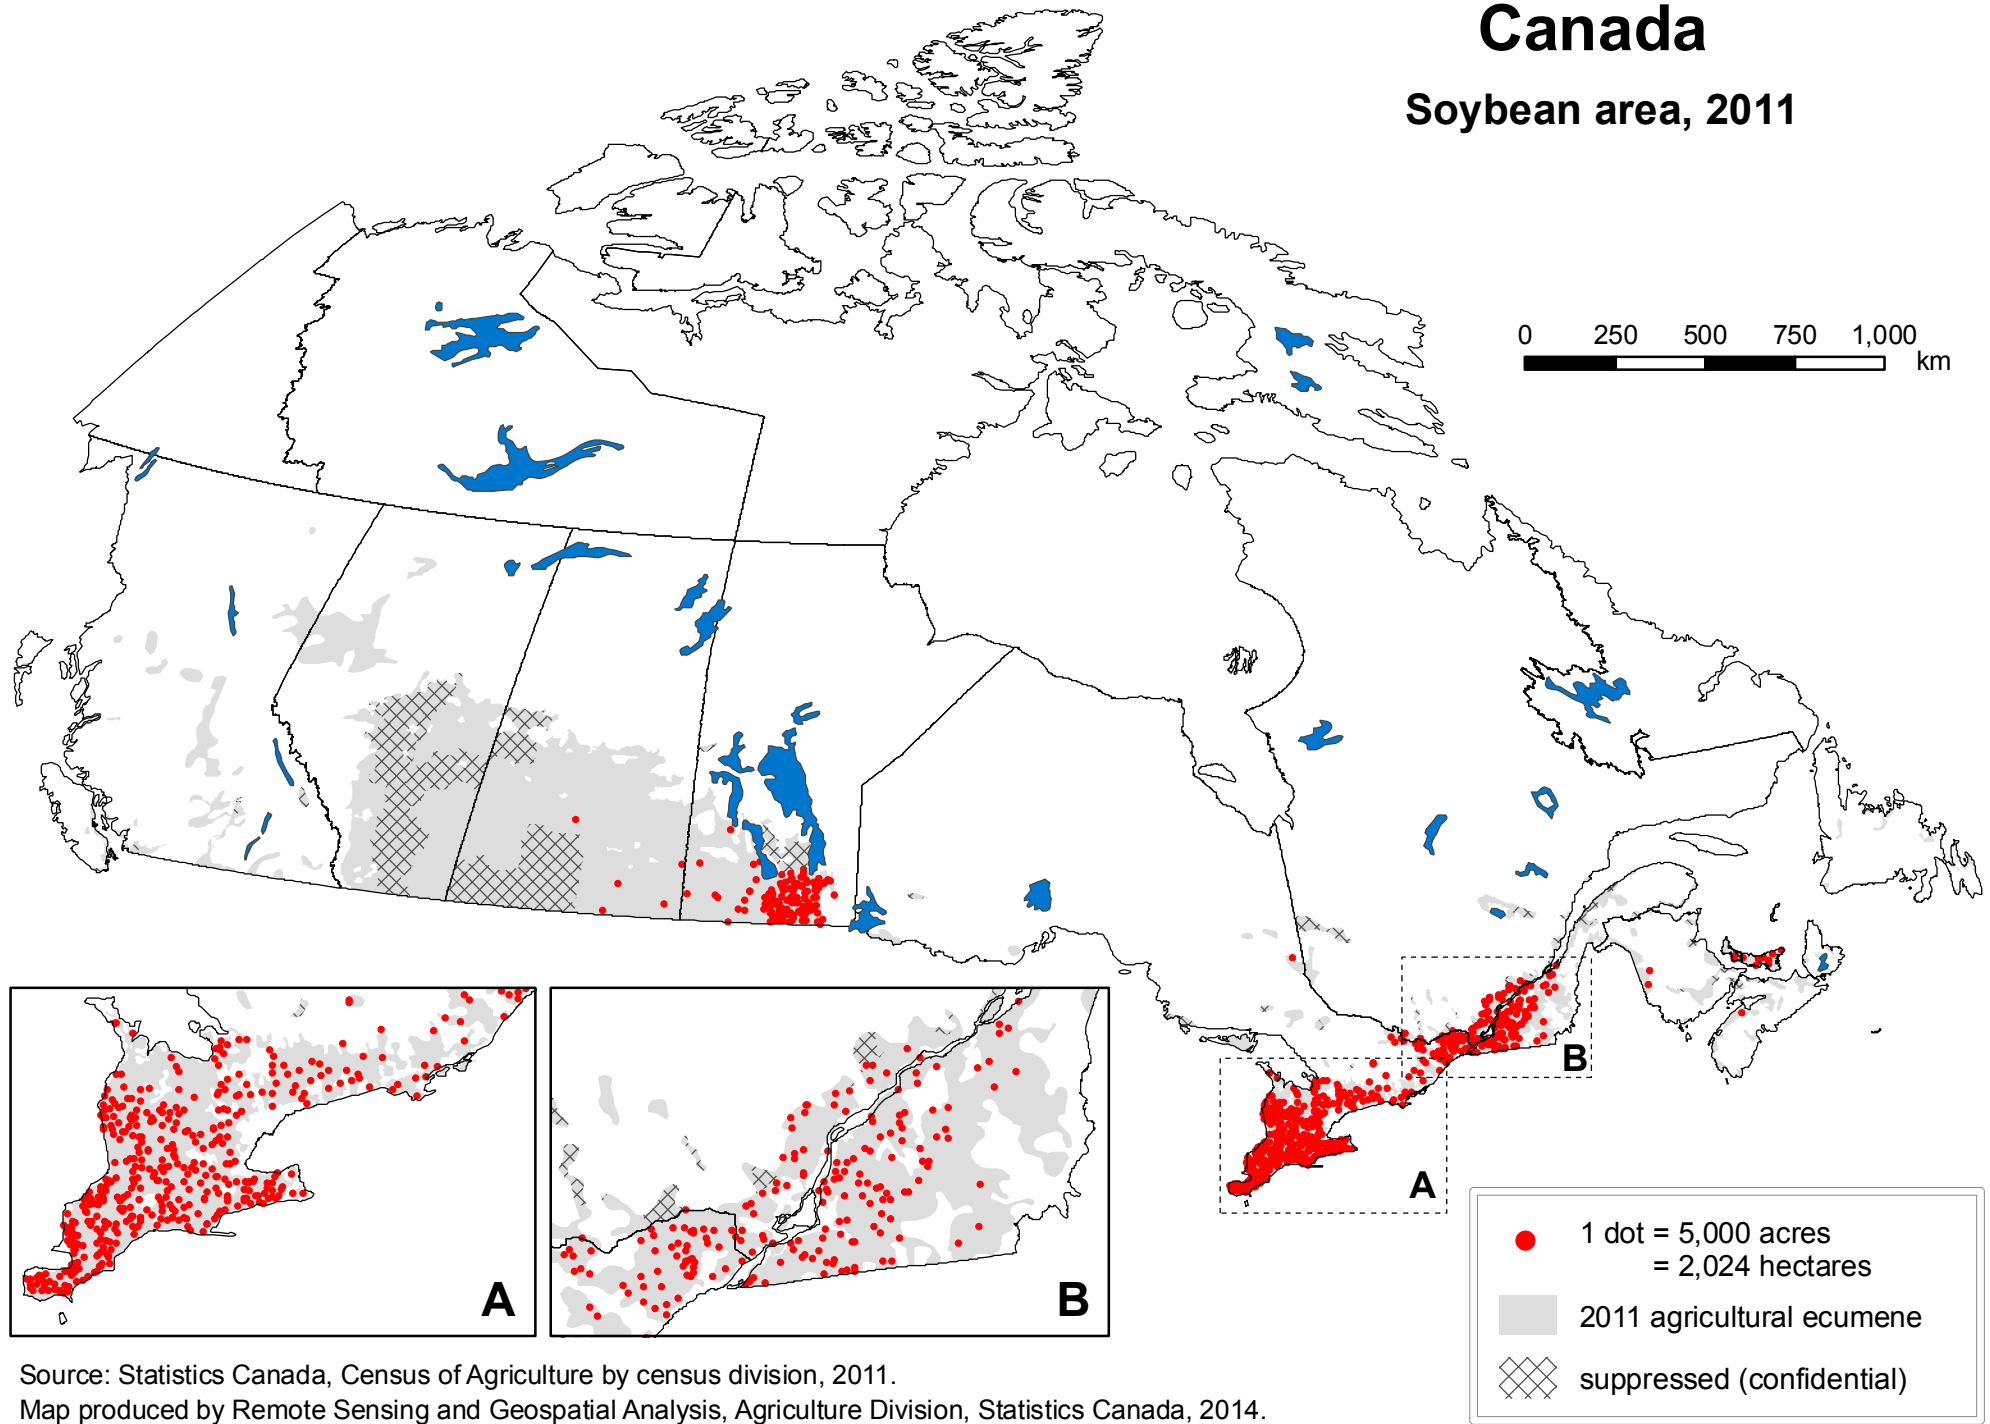 Canada
Soybean area, 2011
0 250 500 750 1,000
km
B
A
A
B
1 dot = 5,000 acres
= 2,024 hectares
2011 agricultural ecumene
suppressed (confidential)
Source: Statistics Canada, Census of Agriculture by census division, 2011.
Map produced by Remote Sensing and Geospatial Analysis, Agriculture Division, Statistics Canada, 2014.